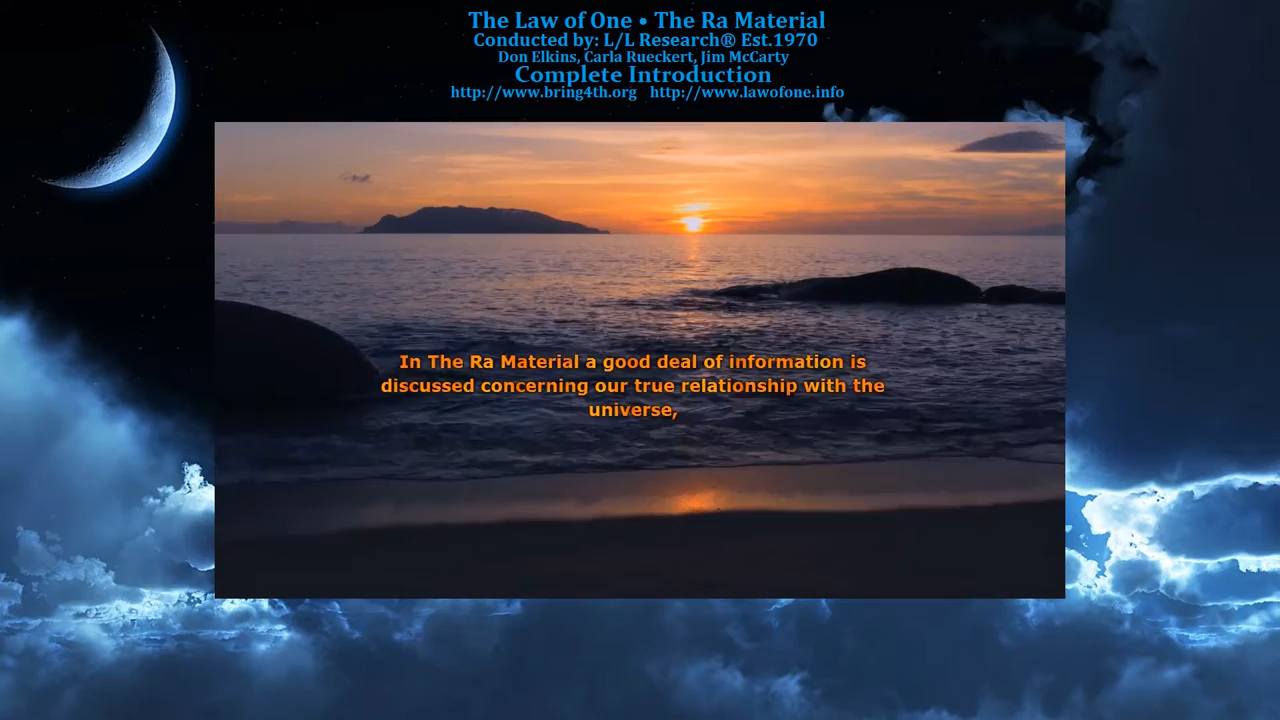 The Law of One • The Ra Material
Conducted by: L/L Research® Est.1970
Don Elkins, Carla Rueckert, Jim McCarty
Complete Introduction
http://www.bring4th.org http://www.lawofone.info
In The Ra Material a good deal of information is
discussed concerning our true relationship with the
universe,